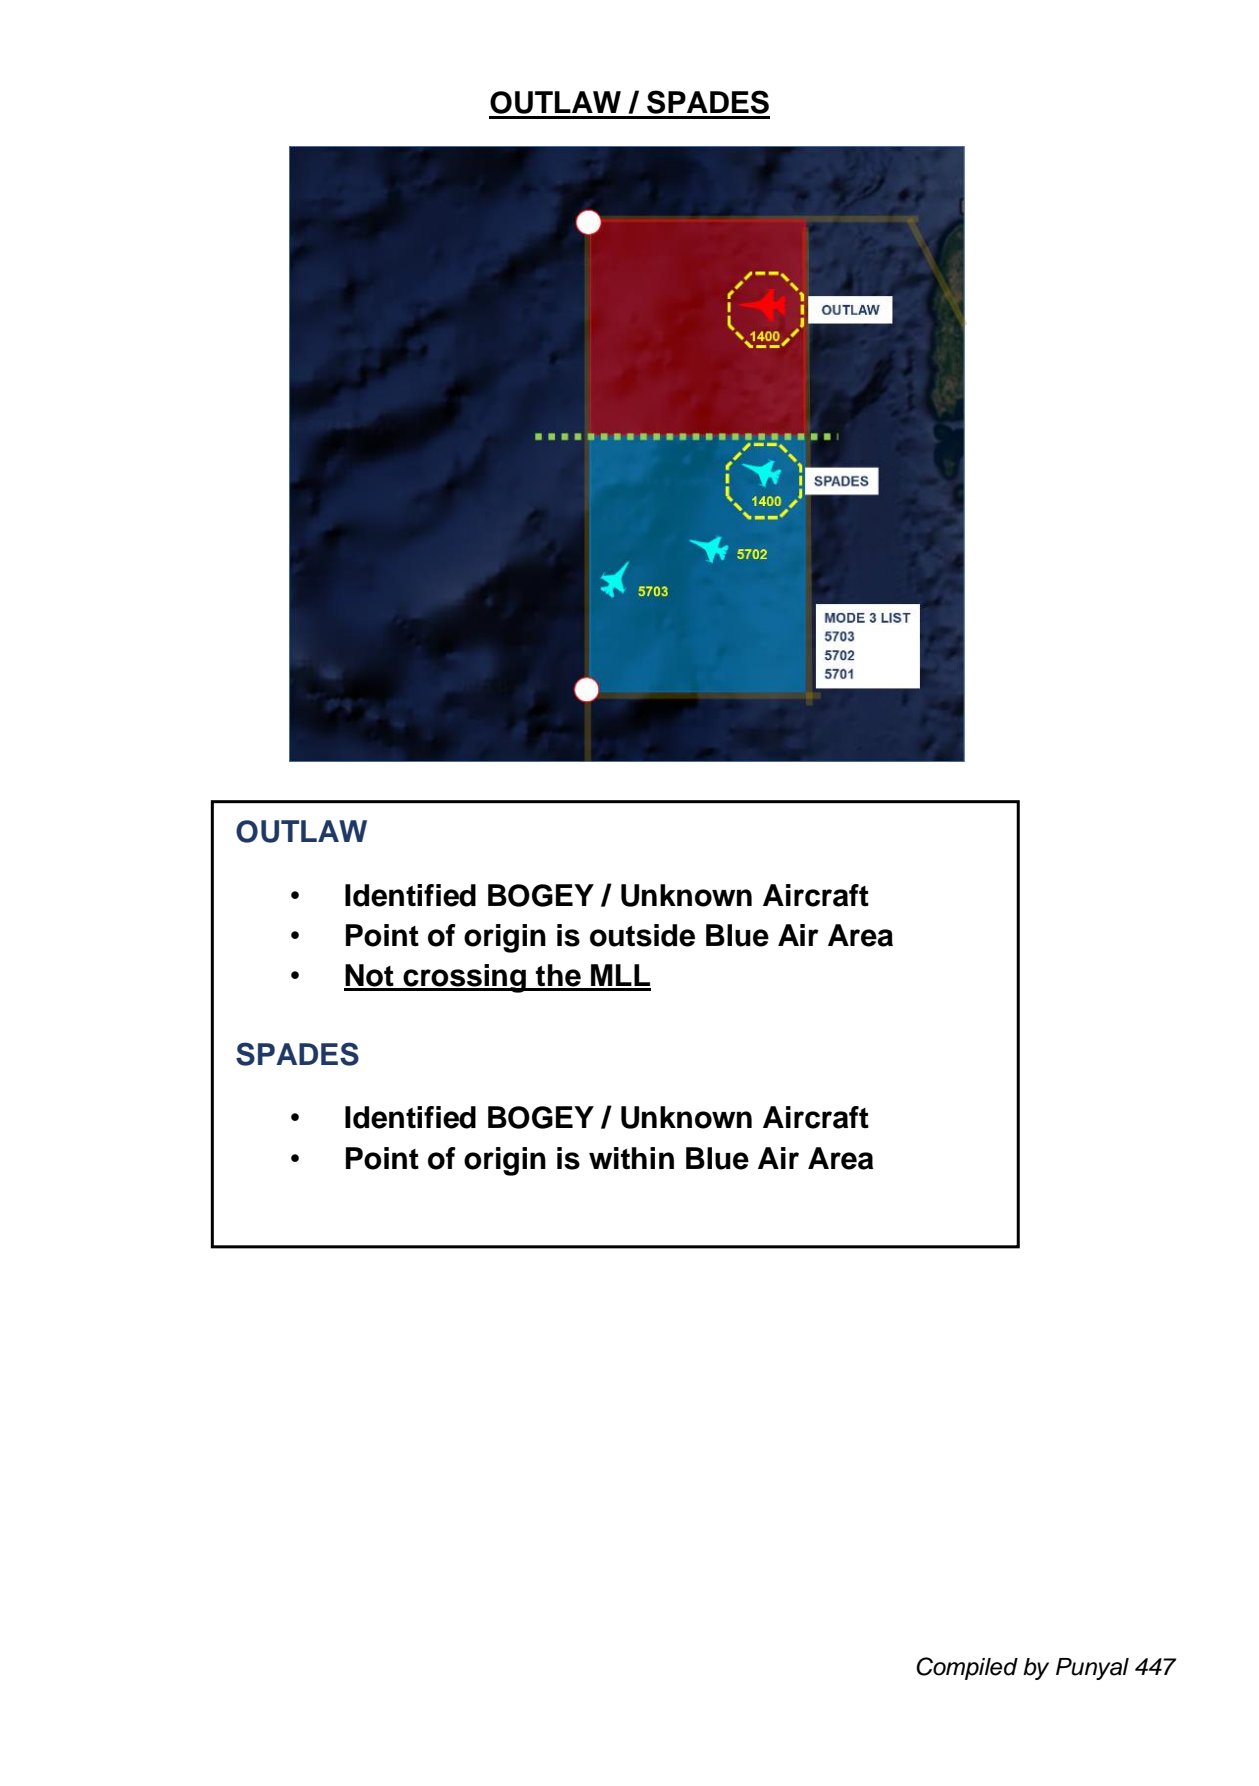 OUTLAW / SPADES
OUTLAW
1400
SPADES
1400
5702
5703
MODE 3 LIST
5703
5702
5701
OUTLAW
• Identified BOGEY / Unknown Aircraft
• Point of origin is outside Blue Air Area
• Not crossing the MLL
SPADES
• Identified BOGEY / Unknown Aircraft
• Point of origin is within Blue Air Area
Compiled by Punyal 447